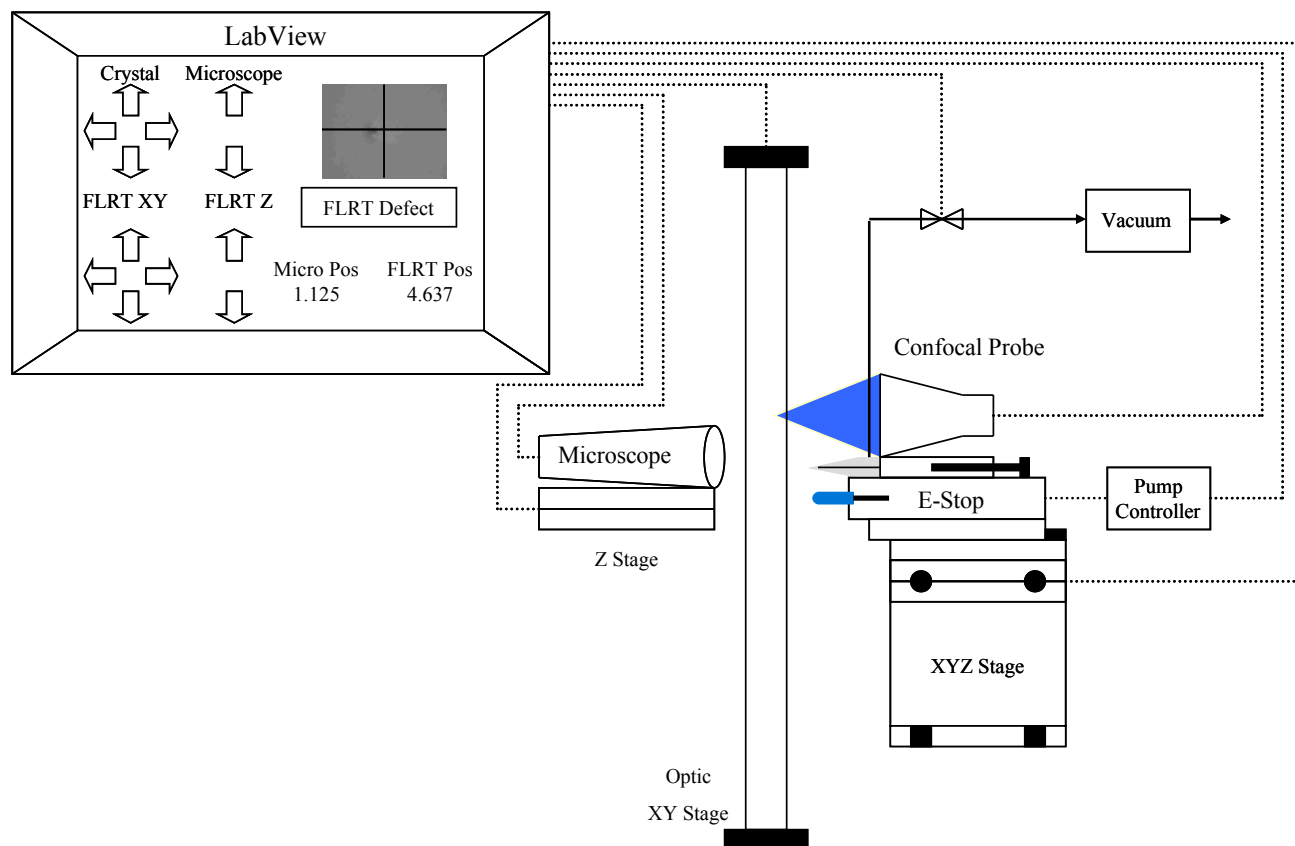 LabView
Crystal Microscope
FLRT XY FLRT Z
FLRT Defect
Micro Pos FLRT Pos
1.125 4.637
Vacuum
Confocal Probe
Microscope
E-Stop
Pump
Controller
Z Stage
XYZ Stage
Optic
XY Stage